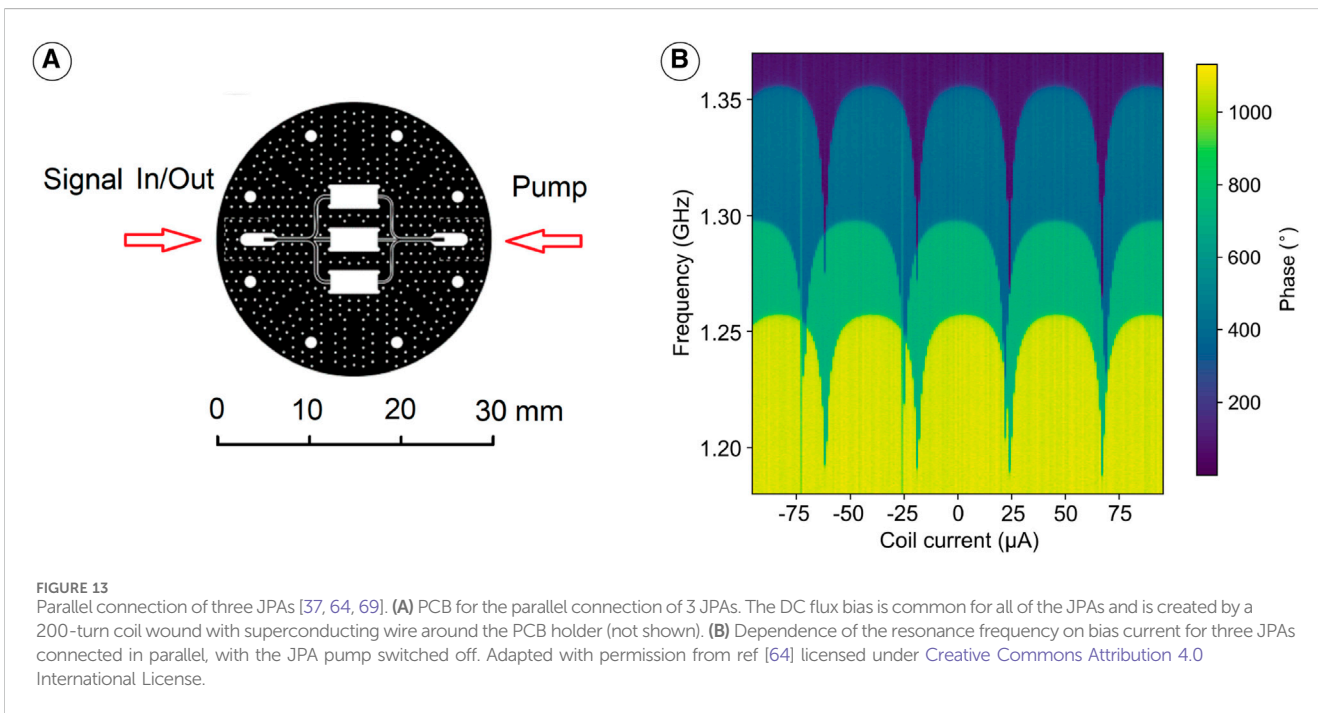 A
Signal In/Out
Pump
0 10 20 30 mm
B
1.35
1.30
1.25
1.20
Frequency (GHz)
-75 -50 -25 0 25 50 75
Coil current (µA)
1000
800
600
400
200
Phase (°)
FIGURE 13
Parallel connection of three JPAs [37, 64, 69]. (A) PCB for the parallel connection of 3 JPAs. The DC flux bias is common for all of the JPAs and is created by a
200-turn coil wound with superconducting wire around the PCB holder (not shown). (B) Dependence of the resonance frequency on bias current for three JPAs
connected in parallel, with the JPA pump switched off. Adapted with permission from ref [64] licensed under Creative Commons Attribution 4.0
International License.